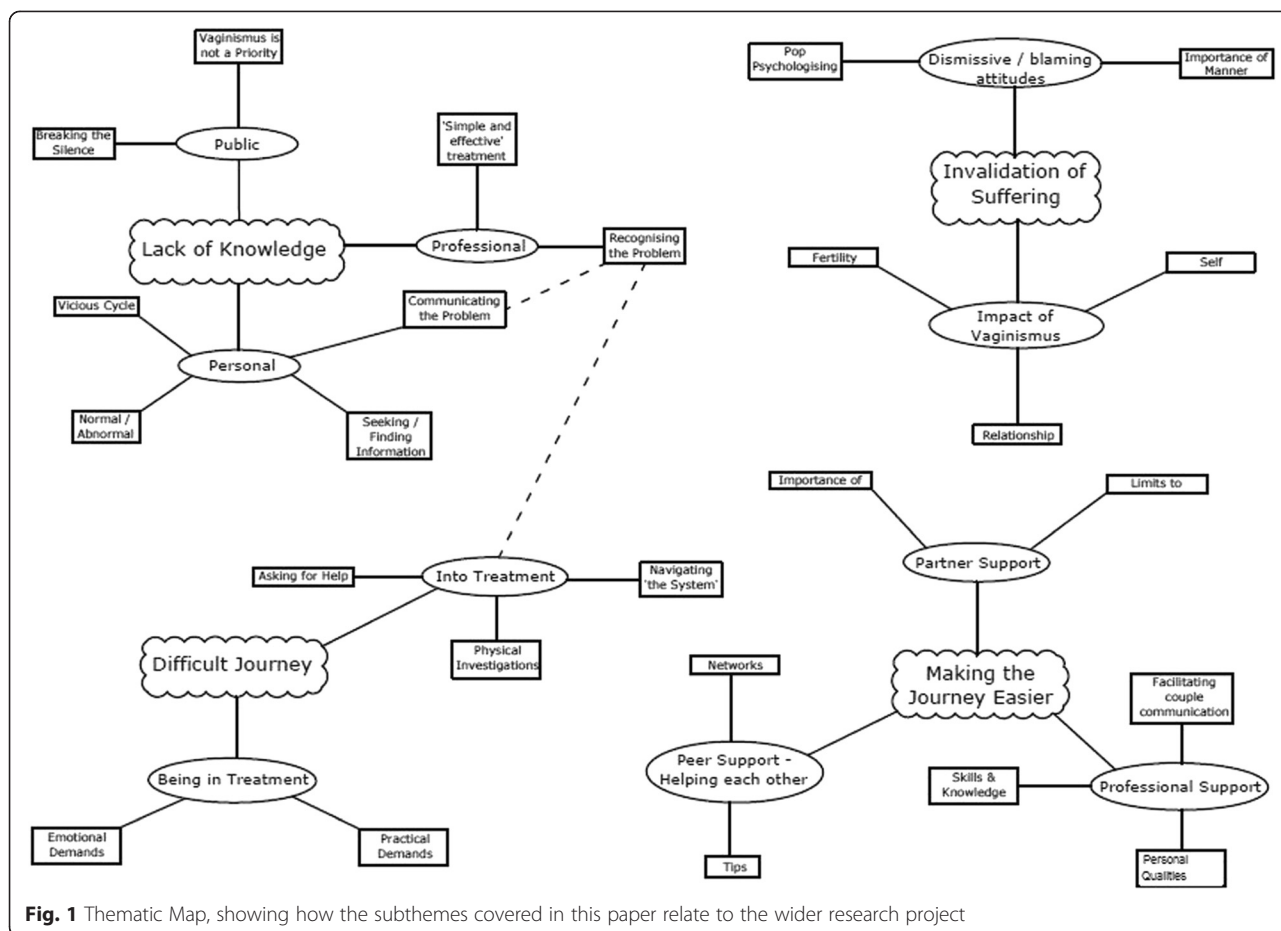 Vaginismus is
not a Priority
Breaking the
Silence
Public
'Simple and
effective'
treatment
Lack of Knowledge
Professional
Recognising
the Problem
Vicious Cycle
Communicating
the Problem
Personal
Normal /
Abnormal
Seeking /
Finding
Information
Pop
Psychologising
Dismissive / blaming
attitudes
Importance of
Manner
Invalidation of
Suffering
Fertility
Self
Impact of
Vaginismus
Relationship
Asking for Help
Into Treatment
Navigating
'the System'
Physical
Investigations
Difficult Journey
Being in Treatment
Emotional
Demands
Practical
Demands
Importance of
Limits to
Partner Support
Networks
Making the
Journey Easier
Facilitating
couple
communication
Peer Support -
Helping each other
Skills &
Knowledge
Professional Support
Tips
Personal
Qualities
Fig. 1 Thematic Map, showing how the subthemes covered in this paper relate to the wider research project